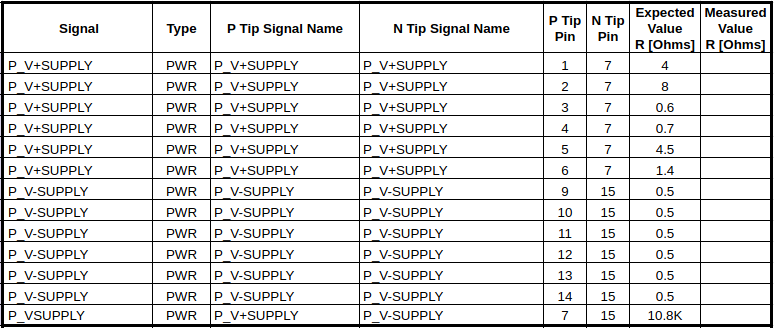 Signal Type P Tip Signal Name N Tip Signal Name P Tip Pin N Tip Pin Expected Value R [Ohms] Measured Value R [Ohms]
P_V+SUPPLY PWR P_V+SUPPLY P_V+SUPPLY 1 7 4
P_V+SUPPLY PWR P_V+SUPPLY P_V+SUPPLY 2 7 8
P_V+SUPPLY PWR P_V+SUPPLY P_V+SUPPLY 3 7 0.6
P_V+SUPPLY PWR P_V+SUPPLY P_V+SUPPLY 4 7 0.7
P_V+SUPPLY PWR P_V+SUPPLY P_V+SUPPLY 5 7 4.5
P_V+SUPPLY PWR P_V+SUPPLY P_V+SUPPLY 6 7 1.4
P_V-SUPPLY PWR P_V-SUPPLY P_V-SUPPLY 9 15 0.5
P_V-SUPPLY PWR P_V-SUPPLY P_V-SUPPLY 10 15 0.5
P_V-SUPPLY PWR P_V-SUPPLY P_V-SUPPLY 11 15 0.5
P_V-SUPPLY PWR P_V-SUPPLY P_V-SUPPLY 12 15 0.5
P_V-SUPPLY PWR P_V-SUPPLY P_V-SUPPLY 13 15 0.5
P_V-SUPPLY PWR P_V-SUPPLY P_V-SUPPLY 14 15 0.5
P_VSUPPLY PWR P_V+SUPPLY P_V-SUPPLY 7 15 10.8K